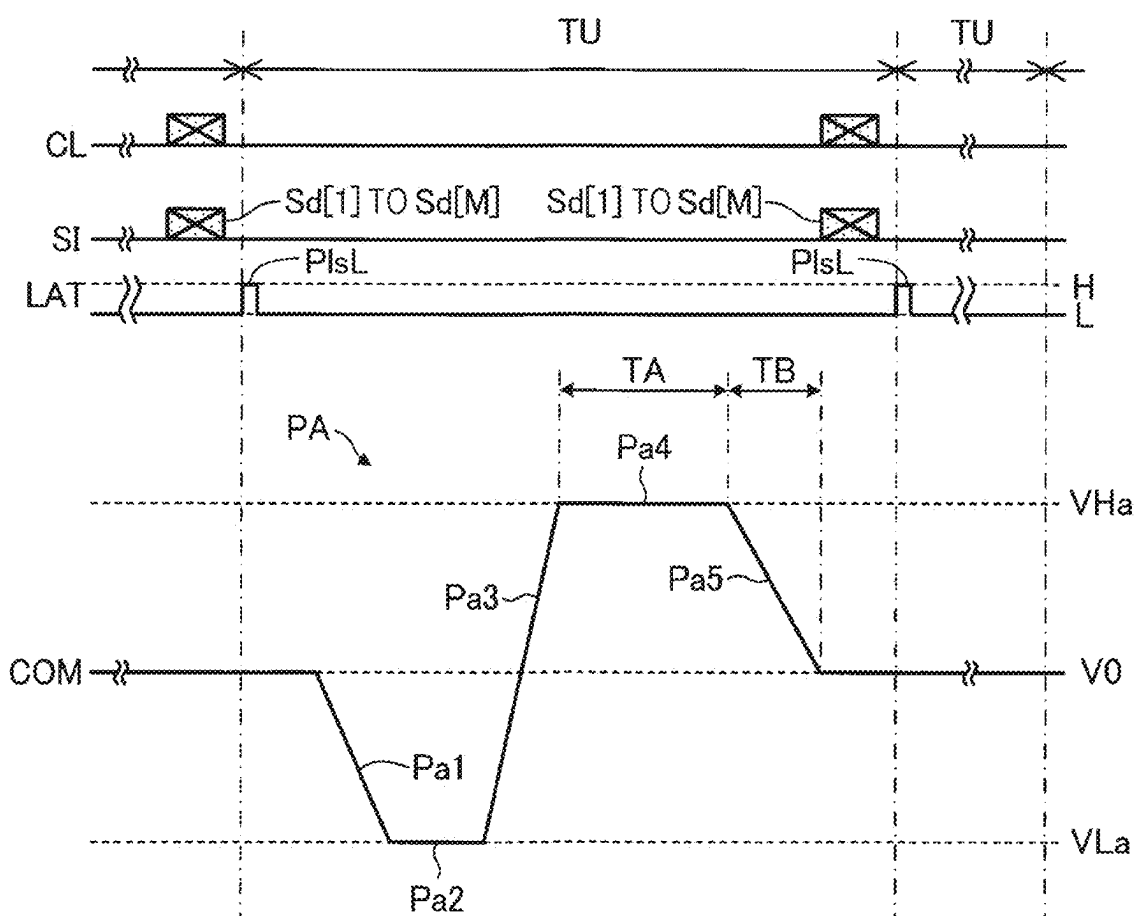 TU TU
CL
Sd[1] TO Sd[M] Sd[1] TO Sd[M]
SI
PlsL PlsL
LAT H
L
TA TB
PA
Pa4
VHa
Pa3 Pa5
COM V0
Pa1
VLa
Pa2